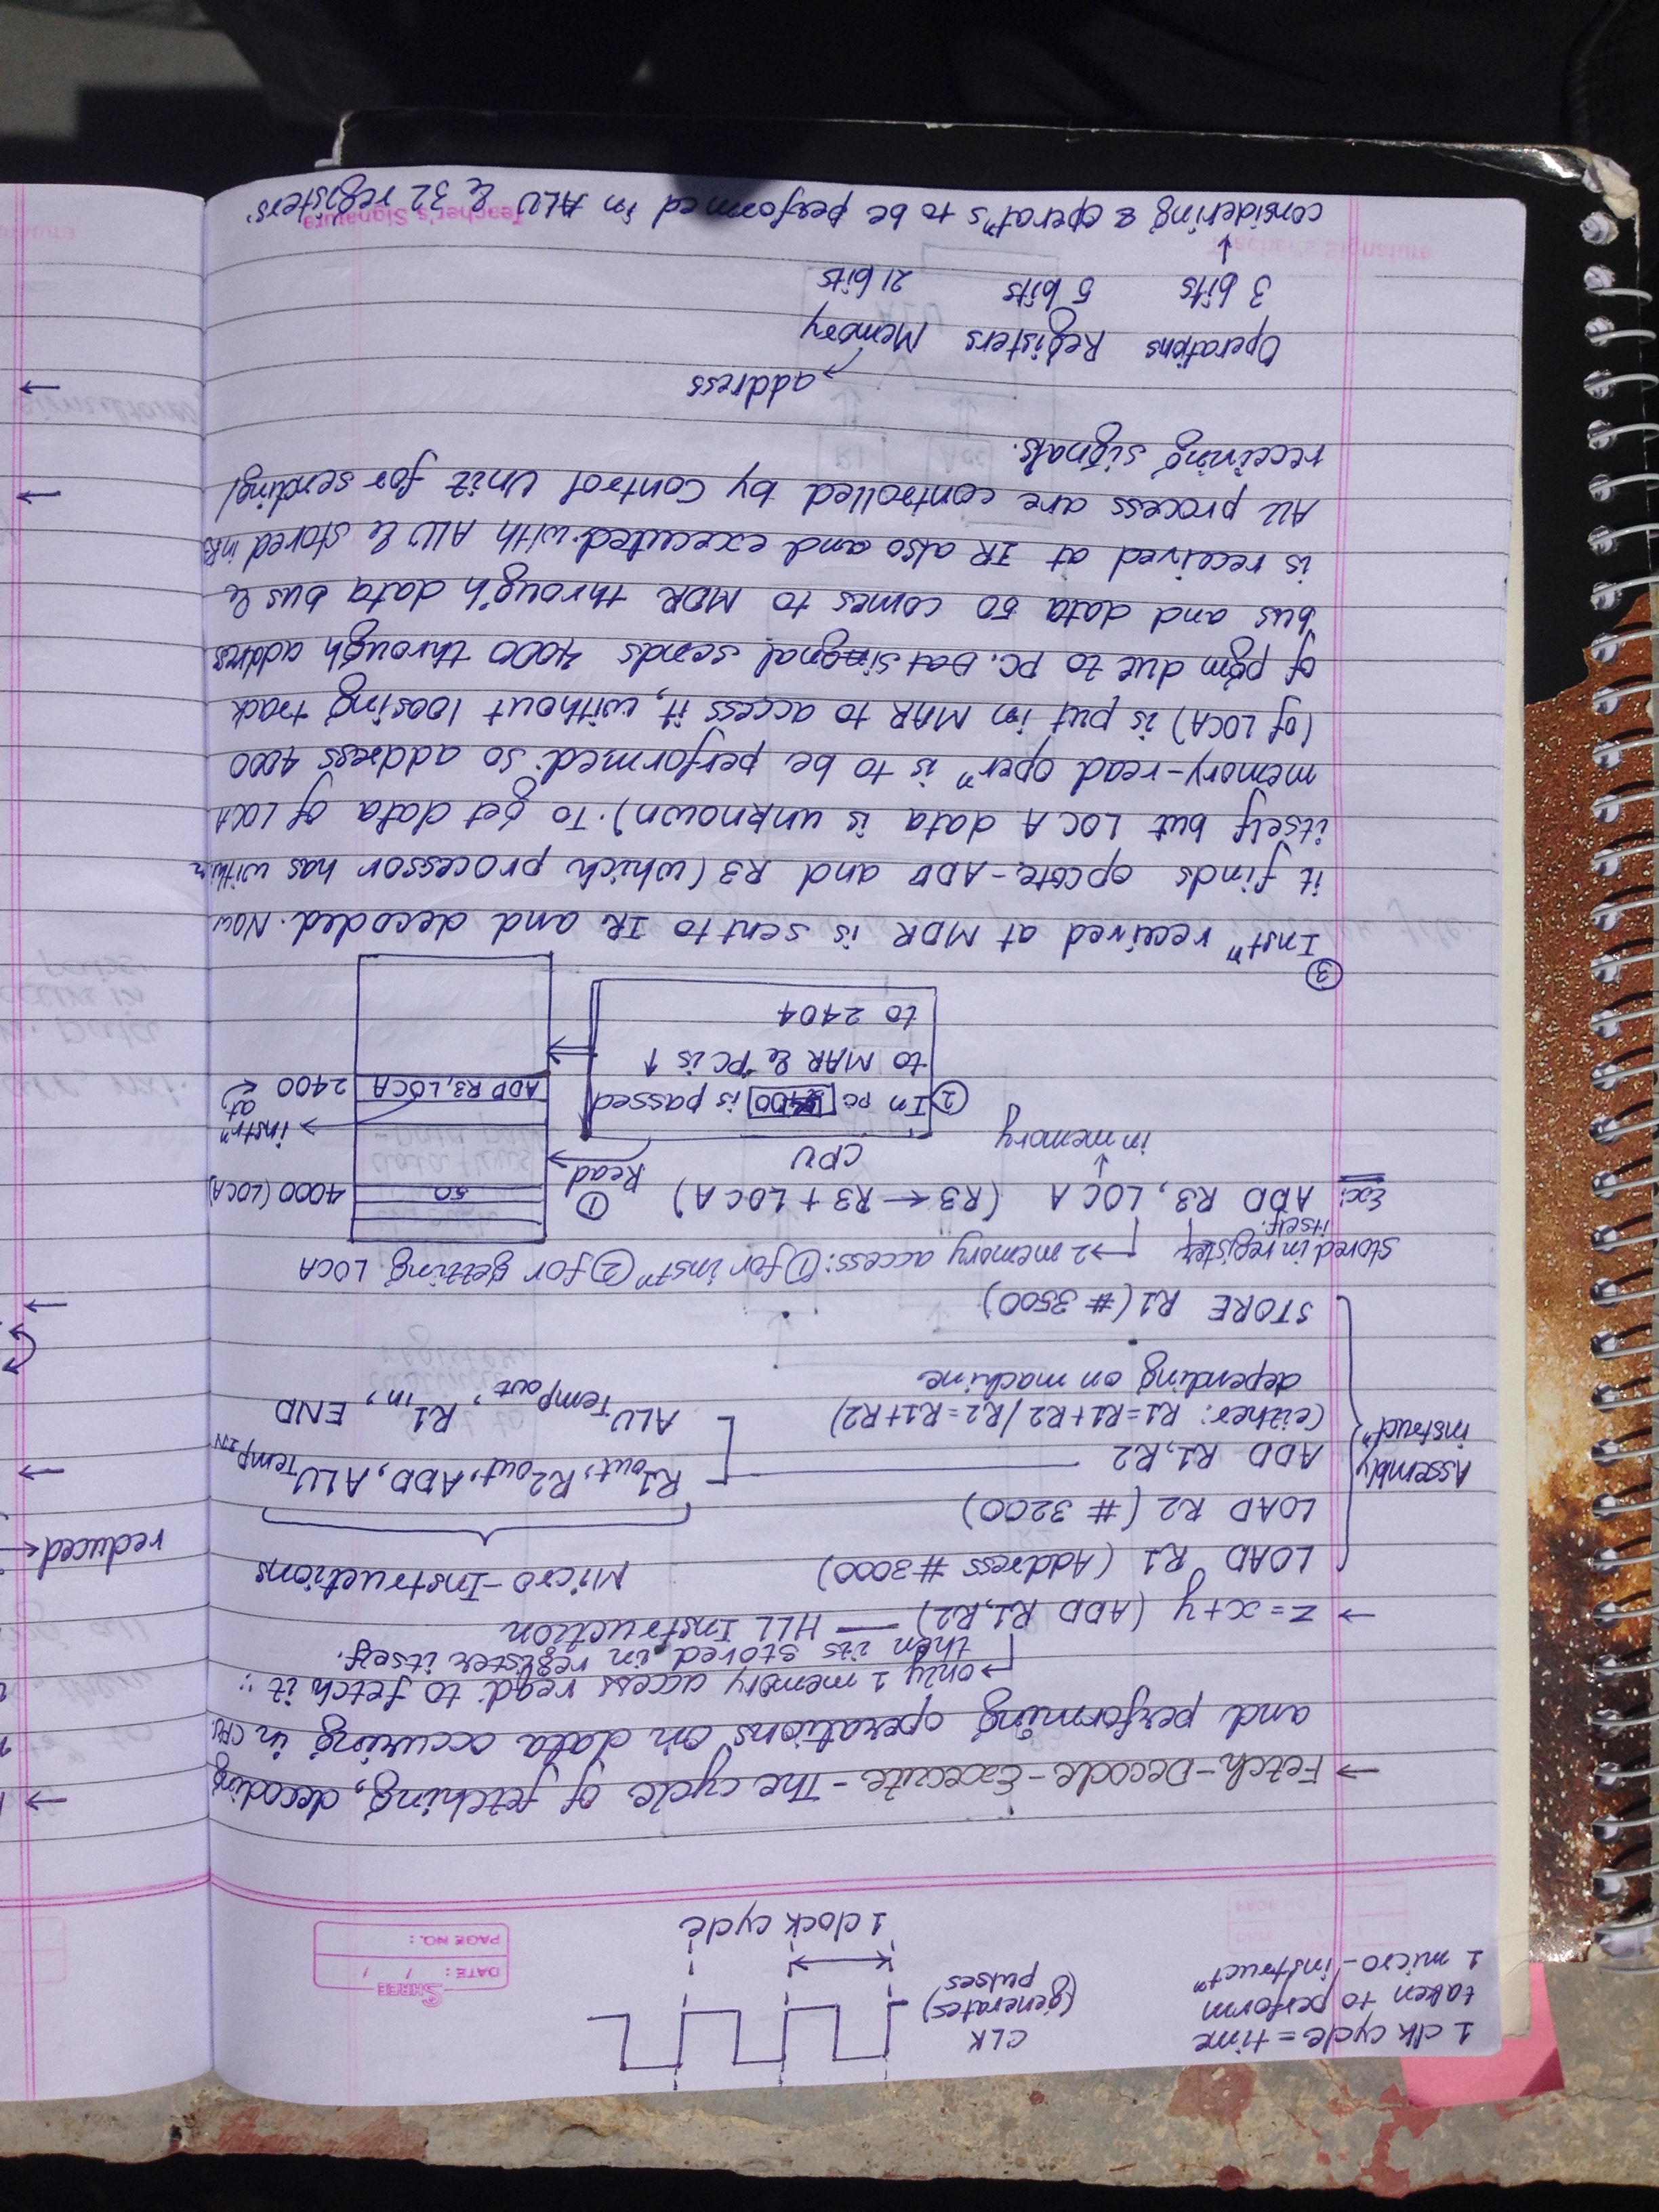 1 clk cycle = time
taken to perform
1 micro-instructⁿ
CLK
(generates)
pulses
1 clock cycle
SHREE
DATE: / /
PAGE NO.:
→ Fetch-Decode-Execute - The cycle of fetching, decoding
and performing operations on data occuring in CPU.
→ only 1 memory access reqd. to fetch it ∵
then its stored in register itself.
→ z = x+y (ADD R1, R2) — HLL Instruction
Micro-Instructions
Assembly
instructⁿ
LOAD R1 (Address #3000)
LOAD R2 (# 3200)
ADD R1, R2
(either: R1=R1+R2 / R2=R1+R2)
depending on machine
R1out, R2out, ADD, ALU Temp IN
ALU Temp out, R1in, END
STORE R1 (# 3500)
stored in register
itself.
→ 2 memory access: ① for instⁿ ② for getting LOCA
Ex: ADD R3, LOCA (R3 ← R3 + LOCA)
in memory
① Read
CPU
② In PC 2400 is passed
to MAR & PC is ↑
to 2404
50 4000 (LOCA)
→ instrⁿ
at
ADD R3, LOCA 2400
③
Instⁿ received at MDR is sent to IR and decoded. Now
it finds opcote - ADD and R3 (which processor has within
itself but LOCA data is unknown). To get data of LOCA
memory-read operⁿ is to be performed. So address 4000
(of LOCA) is put in MAR to access it, without loosing track
of pgm due to PC. Dat signal sends 4000 through address
bus and data 50 comes to MDR through data bus &
is received at IR also and executed with ALU & stored in R3
All process are controlled by Control Unit for sending/
receiving signals.
Operations Registers Memory → address
3 bits 5 bits 21 bits
considering 8 operatⁿs to be performed in ALU & 32 registers.
Teacher's Signature
→
reduced ←
→
→
→
→